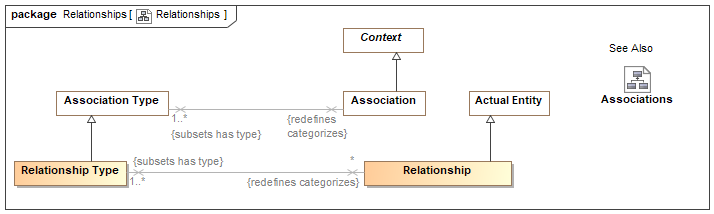 package Relationships [ Relationships ]
Context
See Also
Association Type
Association
Actual Entity
Associations
1..*
{redefines
categorizes}
{subsets has type}
{subsets has type}
*
Relationship Type
Relationship
1..*
{redefines categorizes}